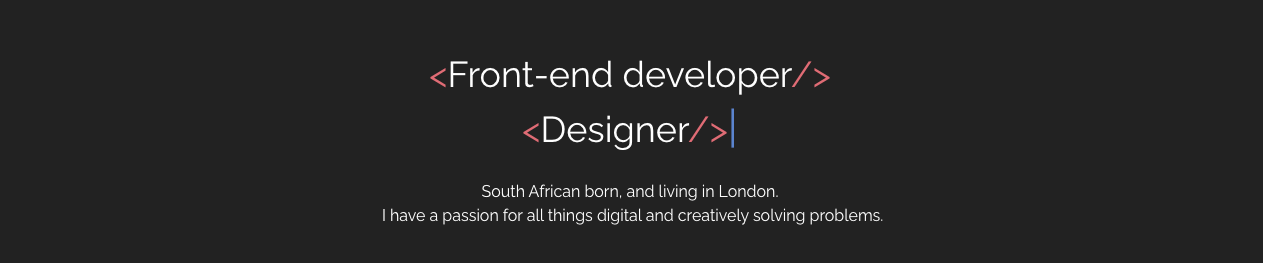 <Front-end developer/>
<Designer/>
South African born, and living in London.
I have a passion for all things digital and creatively solving problems.